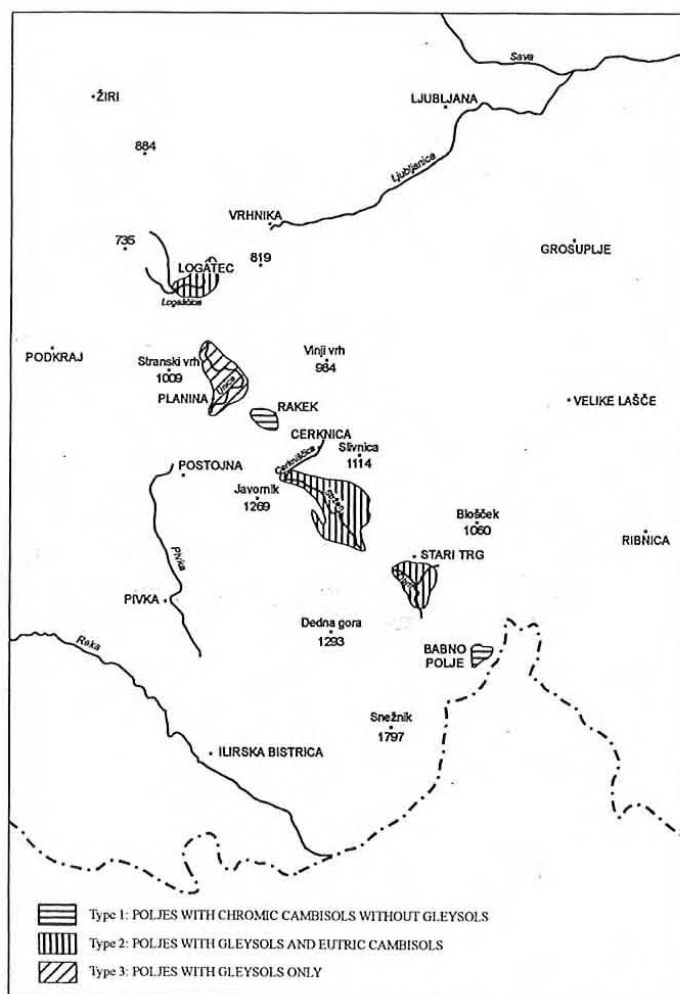 Sava
ŽIRI
LJUBLJANA
884
Ljubljanica
VRHNIKA
735
819
GROSUPLJE
LOGATEC
Logaščica
PODKRAJ
Stranski vrh
1009
Vinji vrh
984
Unica
PLANINA
RAKEK
VELIKE LAŠČE
CERKNICA
Cerkniščica
Slivnica
1114
POSTOJNA
Javornik
1269
Blošček
1060
RIBNICA
STARI TRG
Pivka
PIVKA
Dedna gora
1293
BABNO
POLJE
Reka
Snežnik
1797
ILIRSKA BISTRICA
Type 1: POLJES WITH CHROMIC CAMBISOLS WITHOUT GLEYSOLS
Type 2: POLJES WITH GLEYSOLS AND EUTRIC CAMBISOLS
Type 3: POLJES WITH GLEYSOLS ONLY